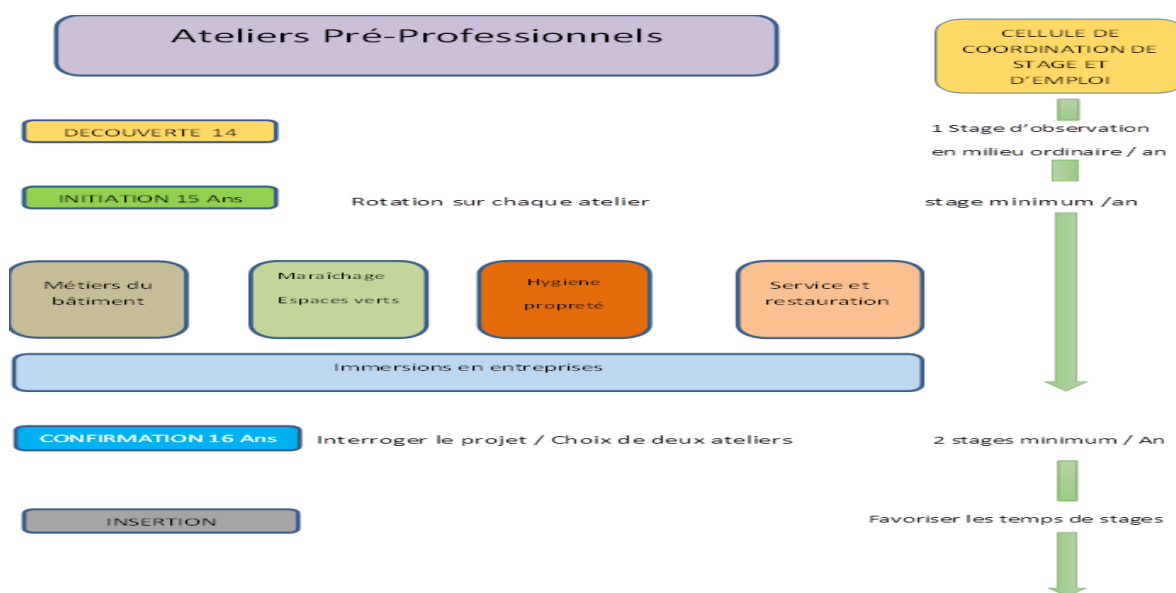 Ateliers Pré-Professionnels
CELLULE DE
COORDINATION DE
STAGE ET
D'EMPLOI
DECOUVERTE 14
1 Stage d'observation
en milieu ordinaire / an
INITIATION 15 Ans
Rotation sur chaque atelier
stage minimum /an
Métiers du
bâtiment
Maraîchage
Espaces verts
Hygiene
propreté
Service et
restauration
Immersions en entreprises
CONFIRMATION 16 Ans
Interroger le projet / Choix de deux ateliers
2 stages minimum / An
INSERTION
Favoriser les temps de stages